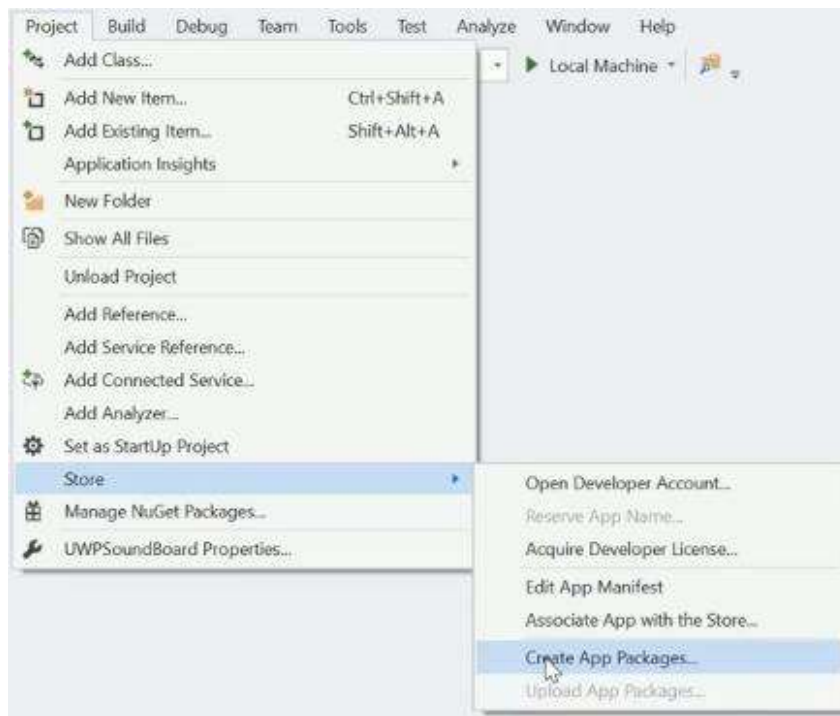 Project Build Debug Team Tools Test Analyze Window Help
Local Machine
Add Class...
Add New Item... Ctrl+Shift+A
Add Existing Item... Shift+Alt+A
Application Insights
New Folder
Show All Files
Unload Project
Add Reference...
Add Service Reference...
Add Connected Service...
Add Analyzer...
Set as StartUp Project
Store
Manage NuGet Packages...
UWPSoundBoard Properties...
Open Developer Account...
Reserve App Name...
Acquire Developer License...
Edit App Manifest
Associate App with the Store...
Create App Packages...
Upload App Packages...